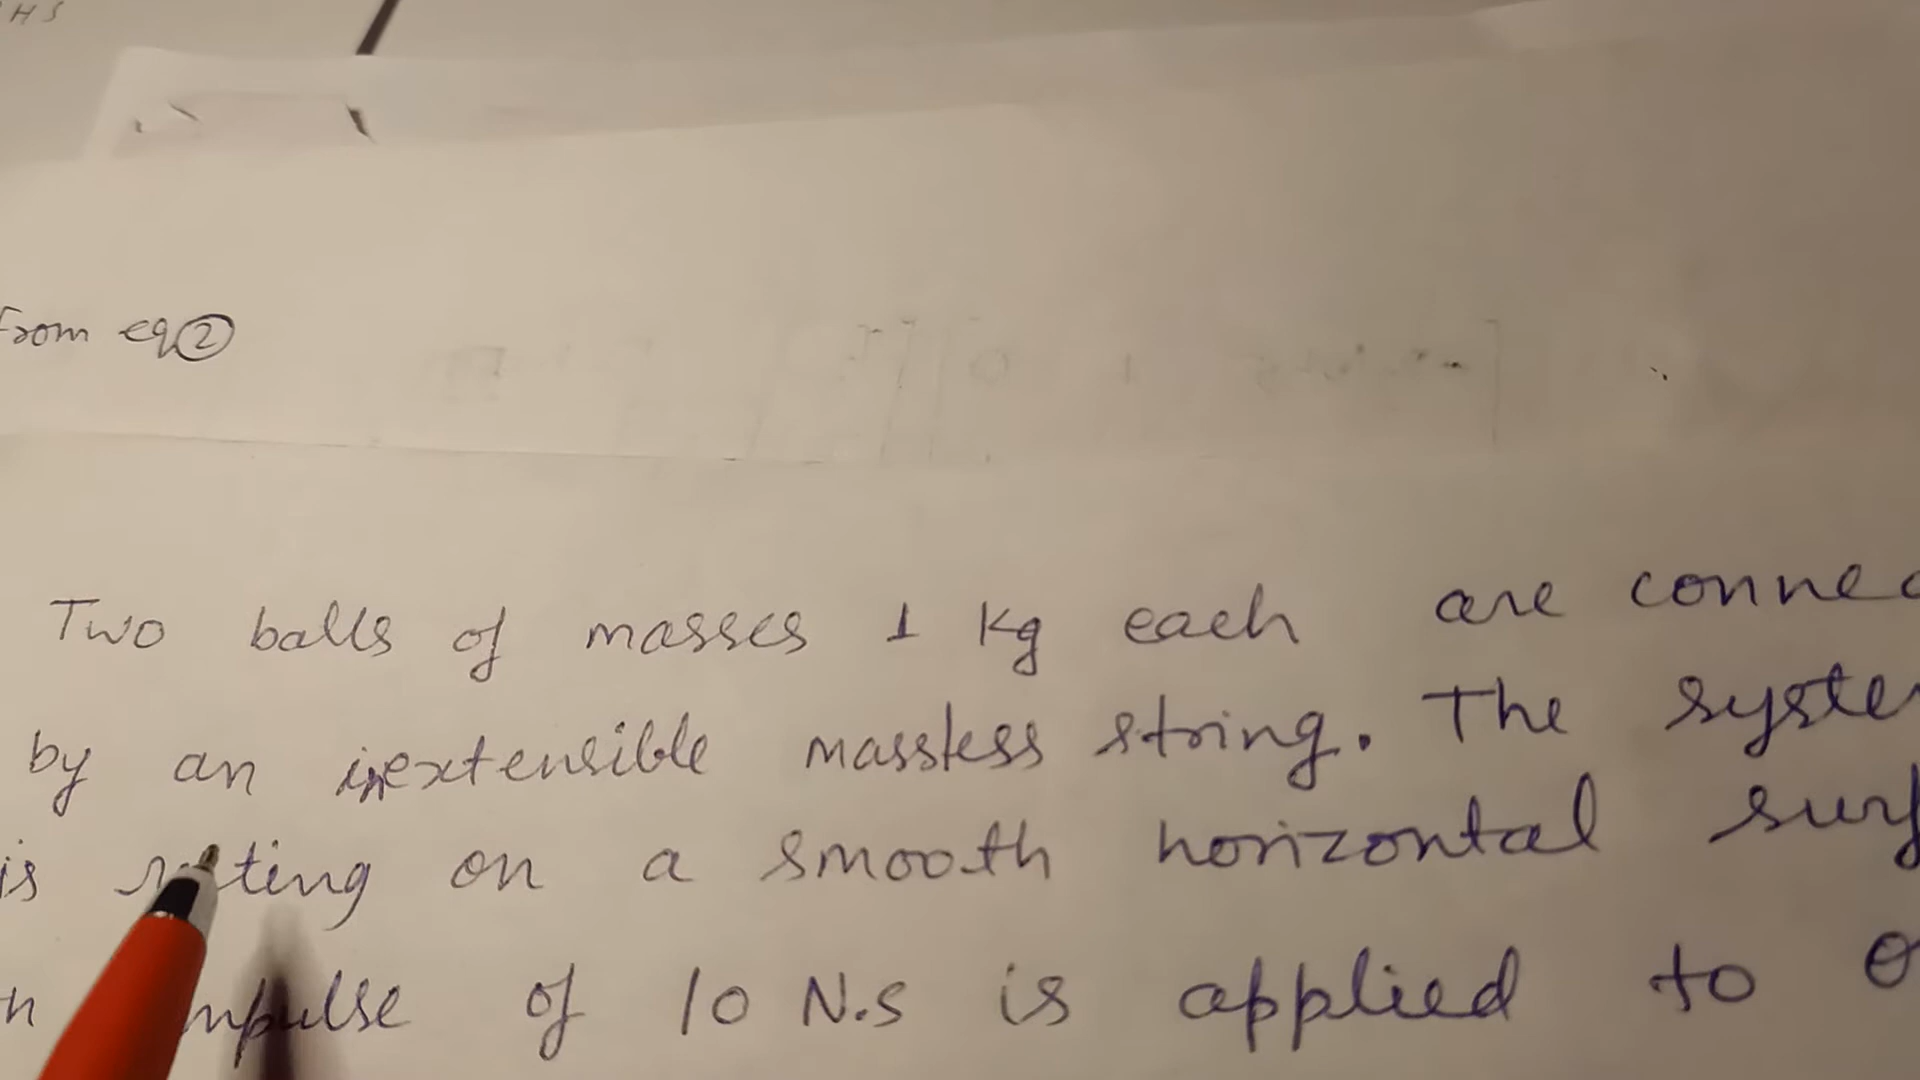 HS
From eq②
Two balls of masses 1 Kg each are connec
by an inextensible massless string. The syste
is on a smooth horizontal surf
impulse of 10 N.s is applied to o